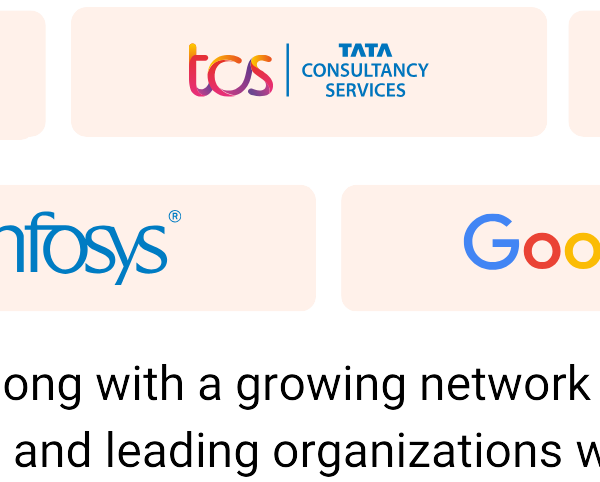 tcs TATA
CONSULTANCY
SERVICES
nfosys®
Goo
ong with a growing network
and leading organizations w